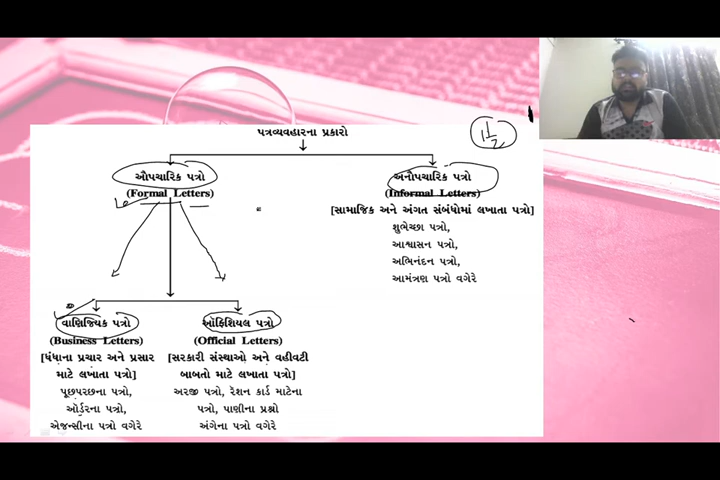 પત્રવ્યવહારના પ્રકારો
ઔપચારિક પત્રો
(Formal Letters)
અનૌપચારિક પત્રો
(Informal Letters)
[સામાજિક અને અંગત સંબંધોમાં લખાતા પત્રો]
શુભેચ્છા પત્રો,
આશ્વાસન પત્રો,
અભિનંદન પત્રો,
આમંત્રણ પત્રો વગેરે
વાણિજ્યિક પત્રો
(Business Letters)
[ધંધાના પ્રચાર અને પ્રસાર
માટે લખાતા પત્રો]
પૂછપરછના પત્રો,
ઑર્ડરના પત્રો,
એજન્સીના પત્રો વગેરે
ઑફિશિયલ પત્રો
(Official Letters)
[સરકારી સંસ્થાઓ અને વહીવટી
બાબતો માટે લખાતા પત્રો]
અરજી પત્રો, રૅશન કાર્ડ માટેના
પત્રો, પાણીના પ્રશ્નો
અંગેના પત્રો વગેરે